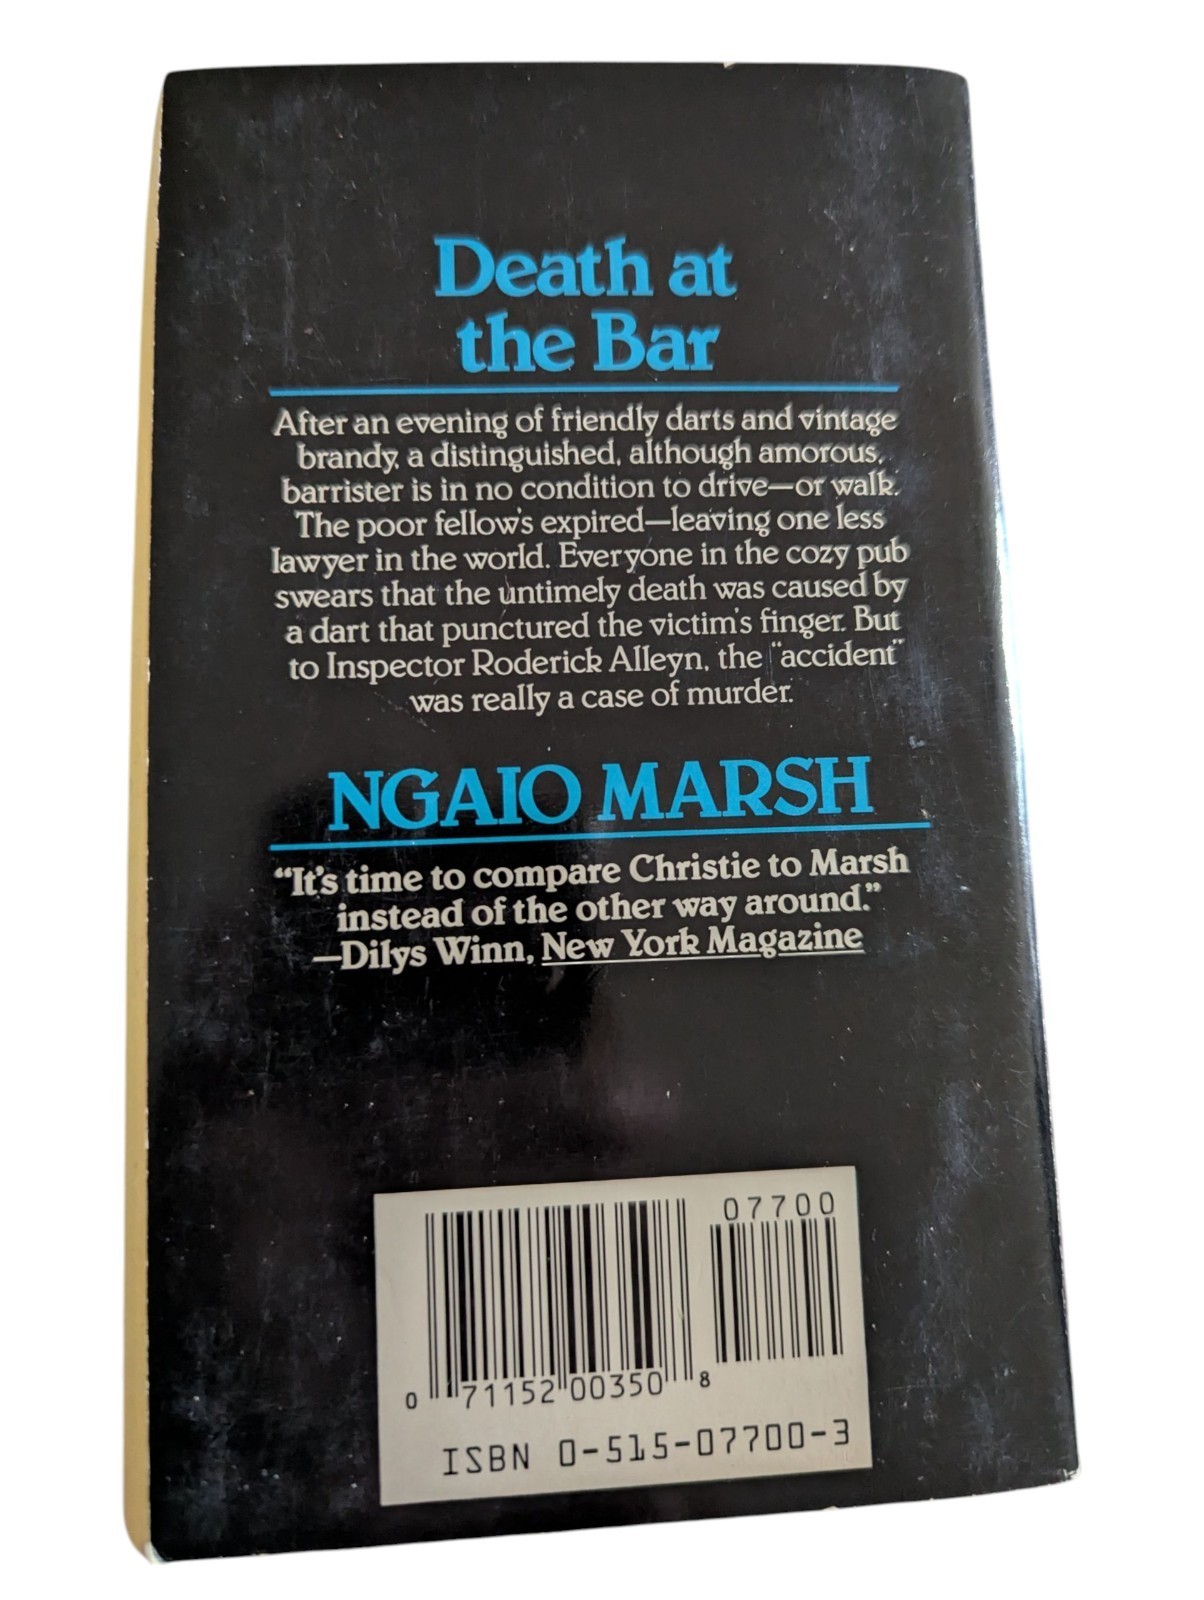 Death at
the Bar
After an evening of friendly darts and vintage
brandy, a distinguished, although amorous,
barrister is in no condition to drive—or walk.
The poor fellow's expired—leaving one less
lawyer in the world. Everyone in the cozy pub
swears that the untimely death was caused by
a dart that punctured the victim's finger. But
to Inspector Roderick Alleyn, the "accident"
was really a case of murder.
NGAIO MARSH
“It's time to compare Christie to Marsh
instead of the other way around.”
—Dilys Winn, New York Magazine
07700
0 71152 00350 8
ISBN 0-515-07700-3